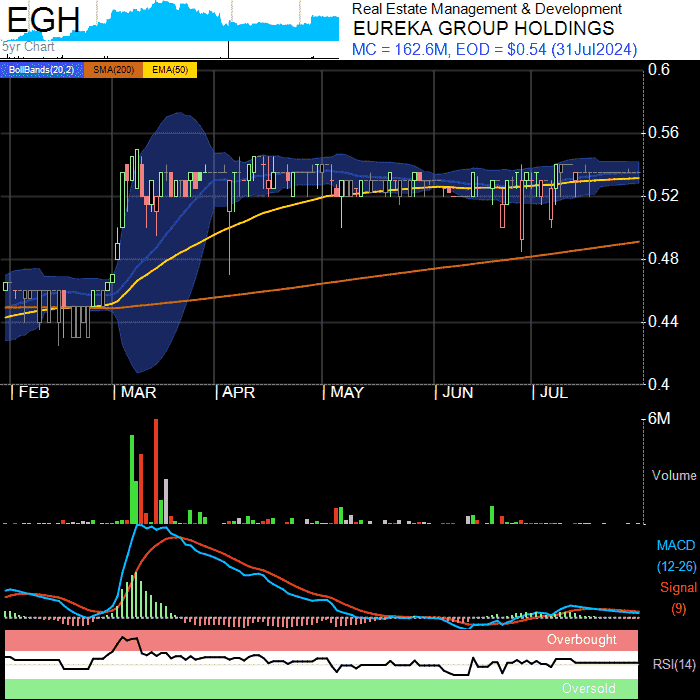 EGH
5yr Chart
Real Estate Management & Development
EUREKA GROUP HOLDINGS
MC = 162.6M, EOD = $0.54 (31Jul2024)
BollBands(20,2) SMA(200) EMA(50)
0.6
0.56
0.52
0.48
0.44
0.4
FEB MAR APR MAY JUN JUL
6M
Volume
MACD
(12-26)
Signal
(9)
Overbought
RSI(14)
Oversold